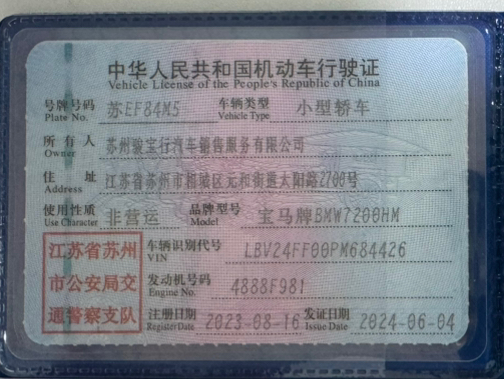 中华人民共和国机动车行驶证
Vehicle License of the People's Republic of China
号牌号码 苏EF84M5 车辆类型 小型轿车
Plate No. Vehicle Type
所有人 苏州骏宝行汽车销售服务有限公司
Owner
住址 江苏省苏州市相城区元和街道太阳路2700号
Address
使用性质 非营运 品牌型号 宝马牌BMW7200HM
Use Character Model
江苏省苏州市公安局交通警察支队
车辆识别代号 LBV24FF00PM684426
VIN
发动机号码 4888F981
Engine No.
注册日期 2023-08-16 发证日期 2024-06-04
Register Date Issue Date